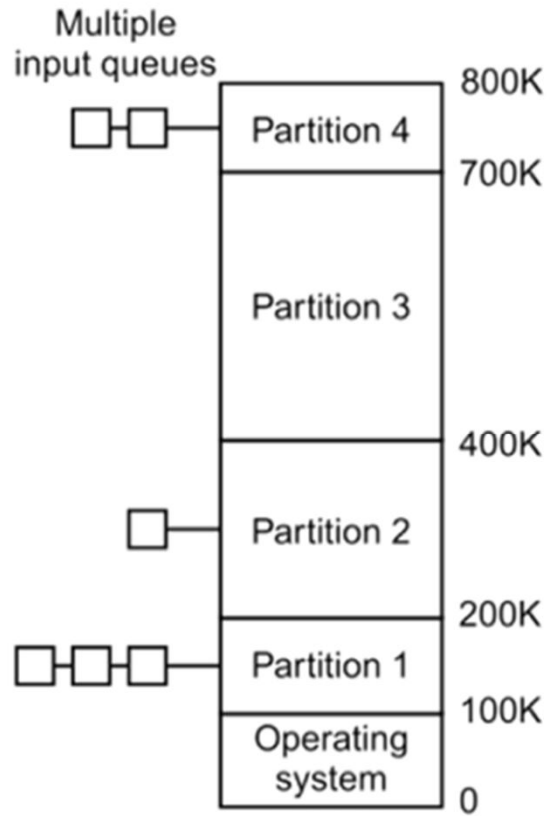 Multiple
input queues
800K
Partition 4
700K
Partition 3
400K
Partition 2
200K
Partition 1
100K
Operating
system
0